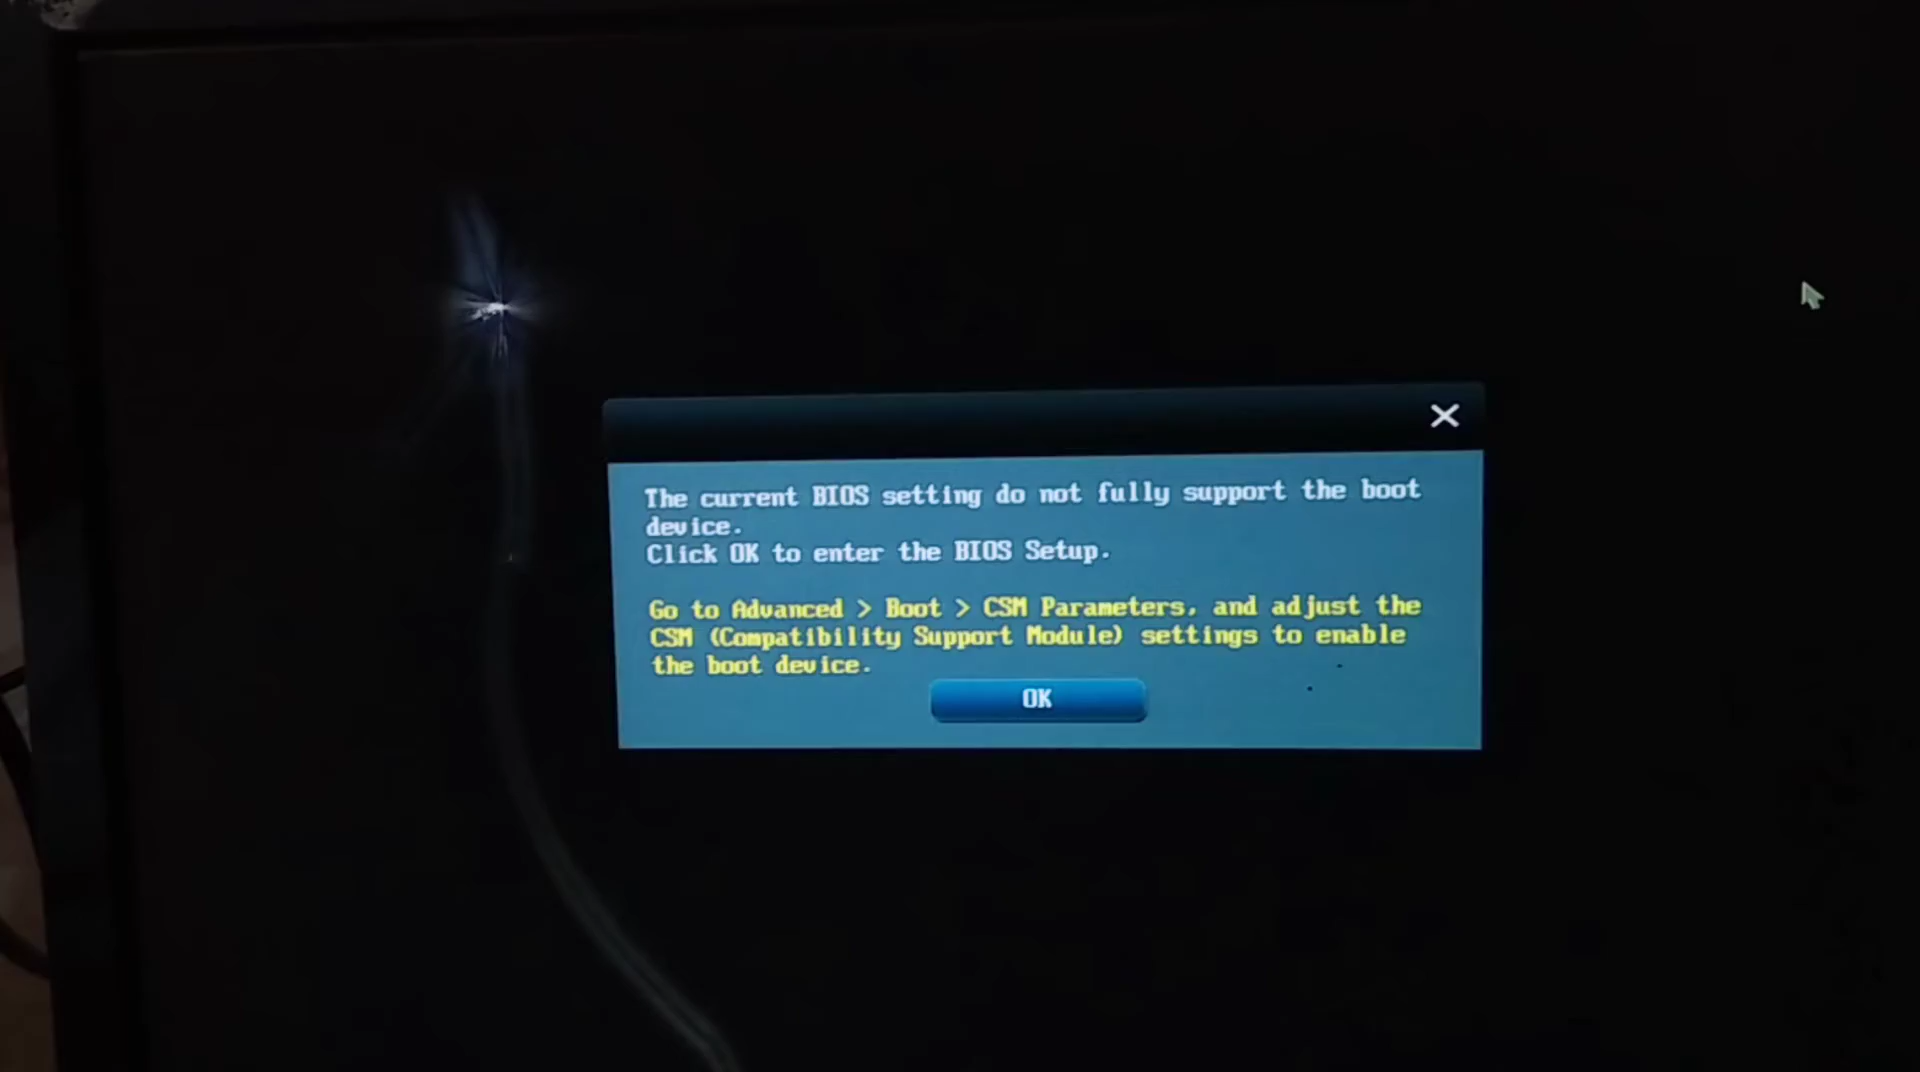 The current BIOS setting do not fully support the boot
device.
Click OK to enter the BIOS Setup.
Go to Advanced > Boot > CSM Parameters, and adjust the
CSM (Compatibility Support Module) settings to enable
the boot device.
OK